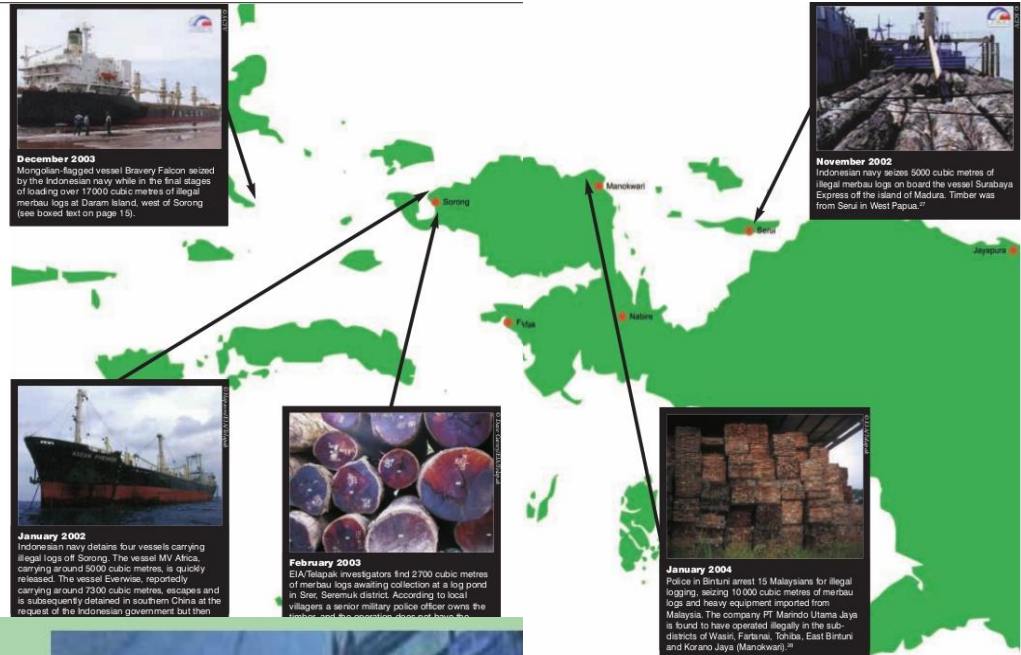 December 2003
Mongolian-flagged vessel Bravery Falcon seized
by the Indonesian navy while in the final stages
of loading over 17000 cubic metres of illegal
merbau logs at Daram Island, west of Sorong
(see boxed text on page 15).
November 2002
Indonesian navy seizes 5000 cubic metres of
illegal merbau logs on board the vessel Surabaya
Express off the island of Madura. Timber was
from Serui in West Papua.27
Manokwari
Sorong
Serui
Jayapura
Nabire
January 2002
Indonesian navy detains four vessels carrying
illegal logs off Sorong. The vessel MV Africa,
carrying around 5000 cubic metres, is quickly
released. The vessel Everwise, reportedly
carrying around 7300 cubic metres, escapes and
is subsequently detained in southern China at the
request of the Indonesian government but then
February 2003
EIA/Telapak investigators find 2700 cubic metres
of merbau logs awaiting collection at a log pond
in Srer, Seremuk district. According to local
villagers a senior military police officer owns the
timber, and the operation does not have the
January 2004
Police in Bintuni arrest 15 Malaysians for illegal
logging, seizing 10 000 cubic metres of merbau
logs and heavy equipment imported from
Malaysia. The company PT Marindo Utama Jaya
is found to have operated illegally in the sub-
districts of Wasiri, Fartanai, Tohiba, East Bintuni
and Korano Jaya (Manokwari).28